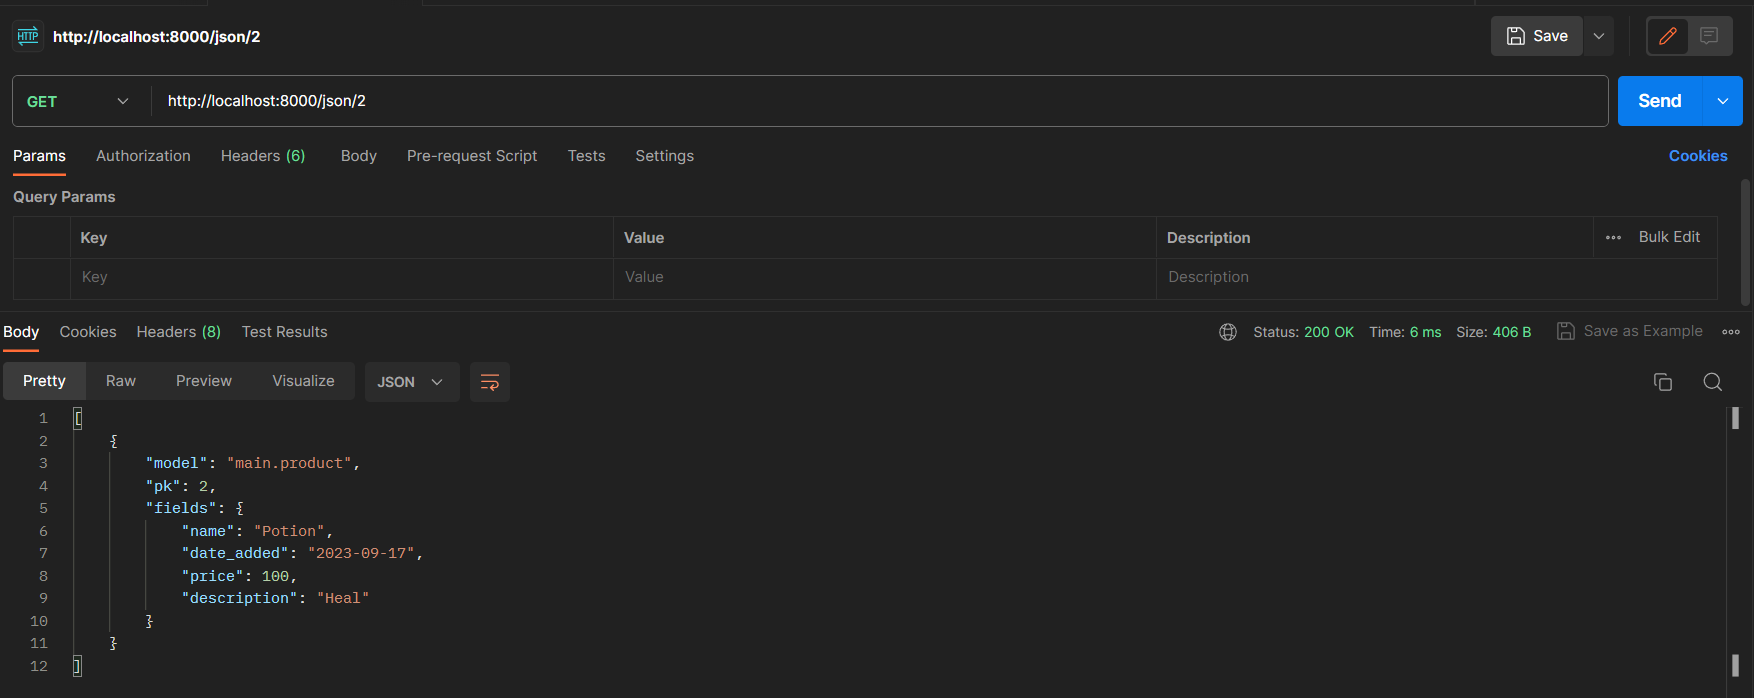 HTTP http://localhost:8000/json/2 Save
GET http://localhost:8000/json/2 Send
Params Authorization Headers (6) Body Pre-request Script Tests Settings Cookies
Query Params
Key Value Description Bulk Edit
Key Value Description
Body Cookies Headers (8) Test Results Status: 200 OK Time: 6 ms Size: 406 B Save as Example
Pretty Raw Preview Visualize JSON
1 [
2 {
3 "model": "main.product",
4 "pk": 2,
5 "fields": {
6 "name": "Potion",
7 "date_added": "2023-09-17",
8 "price": 100,
9 "description": "Heal"
10 }
11 }
12 ]